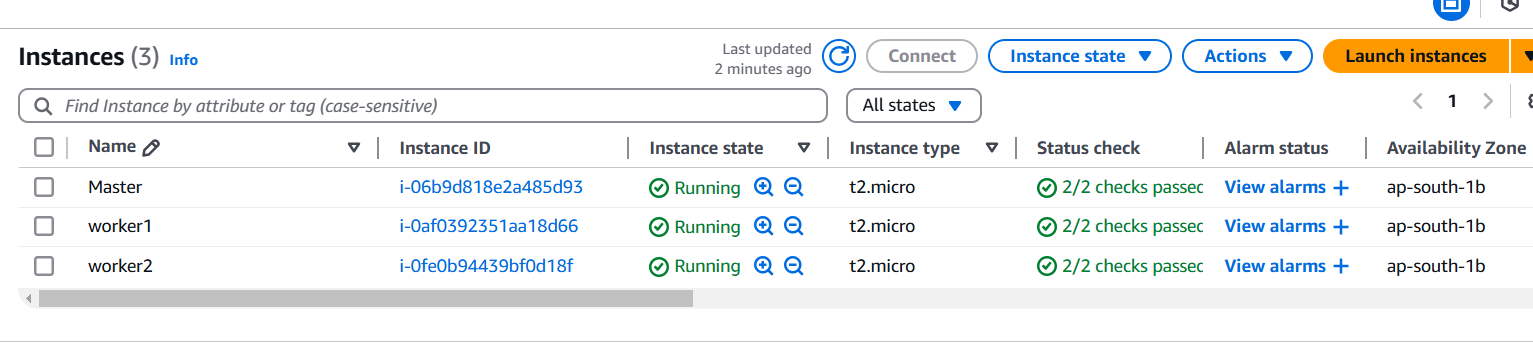 Instances (3) Info
Last updated
2 minutes ago
Connect
Instance state
Actions
Launch instances
Find Instance by attribute or tag (case-sensitive)
All states
1
Name Instance ID Instance state Instance type Status check Alarm status Availability Zone
Master i-06b9d818e2a485d93 Running t2.micro 2/2 checks passec View alarms + ap-south-1b
worker1 i-0af0392351aa18d66 Running t2.micro 2/2 checks passec View alarms + ap-south-1b
worker2 i-0fe0b94439bf0d18f Running t2.micro 2/2 checks passec View alarms + ap-south-1b